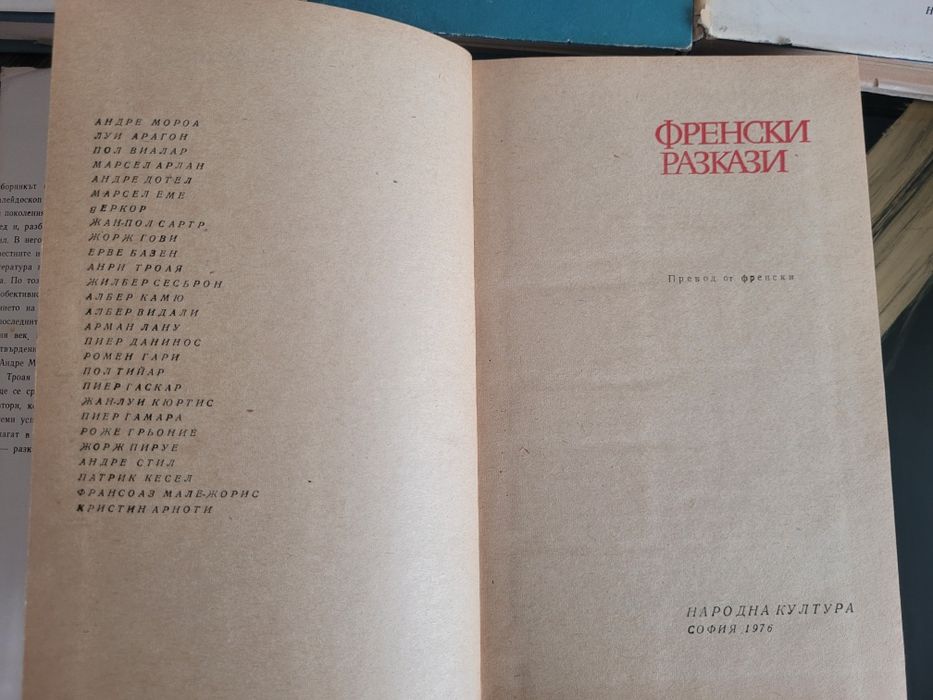 АНДРЕ МОРОА
ЛУИ АРАГОН
ПОЛ ВИАЛАР
МАРСЕЛ АРЛАН
АНДРЕ ДОТЕЛ
МАРСЕЛ ЕМЕ
ВЕРКОР
ЖАН-ПОЛ САРТР
ЖОРЖ ГОВИ
ЕРВЕ БАЗЕН
АНРИ ТРОАЯ
ЖИЛБЕР СЕСБРОН
АЛБЕР КАМЮ
АЛБЕР ВИДАЛИ
АРМАН ЛАНУ
ПИЕР ДАНИНОС
РОМЕН ГАРИ
ПОЛ ТИЙАР
ПИЕР ГАСКАР
ЖАН-ЛУИ КЮРТИС
ПИЕР ГАМАРА
РОЖЕ ГРЬОНИЕ
ЖОРЖ ПИРУЕ
АНДРЕ СТИЛ
ПАТРИК КЕСЕЛ
ФРАНСОАЗ МАЛЕ-ЖОРИС
КРИСТИН АРНОТИ
ФРЕНСКИ
РАЗКАЗИ
Превод от френски
НАРОДНА КУЛТУРА
СОФИЯ 1976